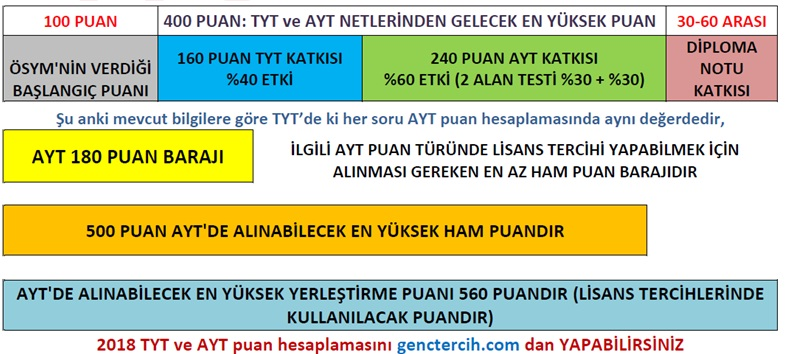 100 PUAN
400 PUAN: TYT ve AYT NETLERİNDEN GELECEK EN YÜKSEK PUAN
30-60 ARASI
ÖSYM'NİN VERDİĞİ
BAŞLANGIÇ PUANI
160 PUAN TYT KATKISI
%40 ETKİ
240 PUAN AYT KATKISI
%60 ETKİ (2 ALAN TESTİ %30 + %30)
DİPLOMA
NOTU
KATKISI
Şu anki mevcut bilgilere göre TYT’de ki her soru AYT puan hesaplamasında aynı değerdedir,
AYT 180 PUAN BARAJI
İLGİLİ AYT PUAN TÜRÜNDE LİSANS TERCİHİ YAPABİLMEK İÇİN
ALINMASI GEREKEN EN AZ HAM PUAN BARAJIDIR
500 PUAN AYT'DE ALINABİLECEK EN YÜKSEK HAM PUANDIR
AYT'DE ALINABİLECEK EN YÜKSEK YERLEŞTİRME PUANI 560 PUANDIR (LİSANS TERCİHLERİNDE
KULLANILACAK PUANDIR)
2018 TYT ve AYT puan hesaplamasını genctercih.com dan YAPABİLİRSİNİZ